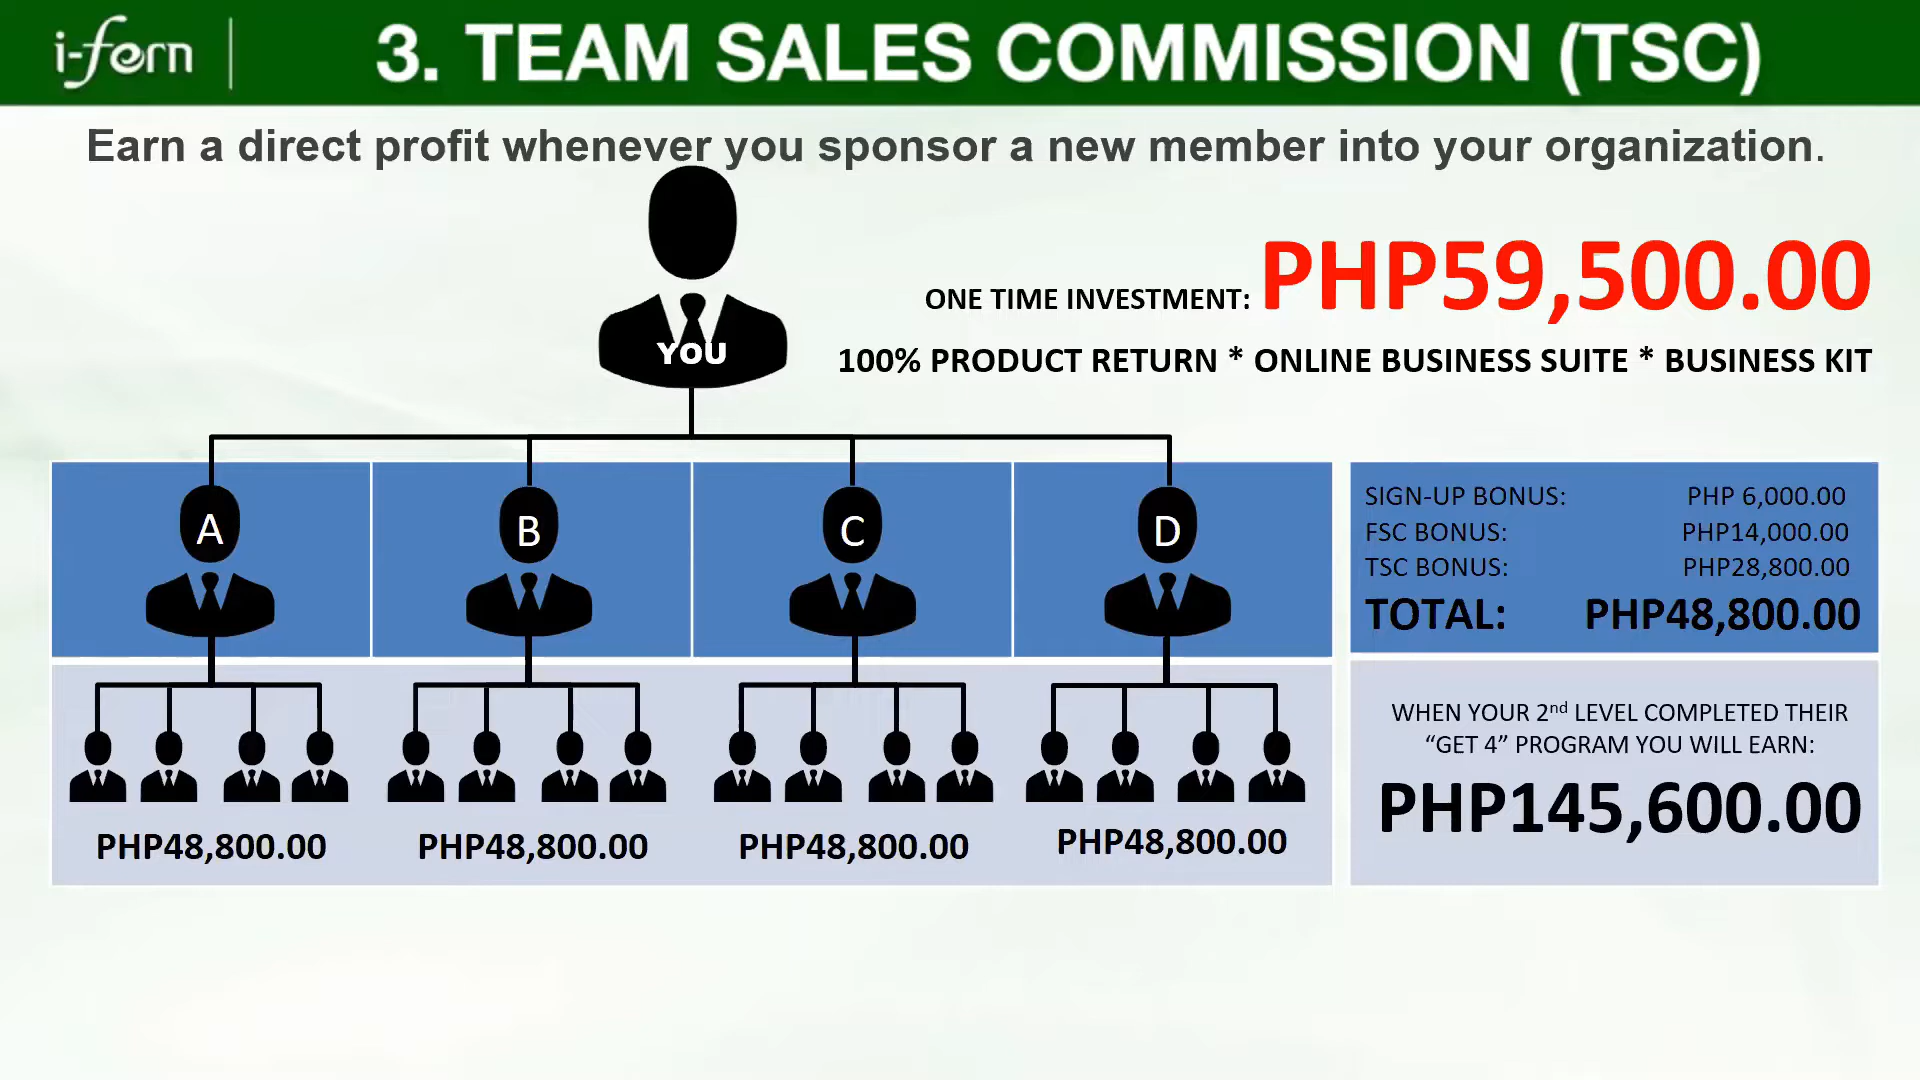 i-fern
3. TEAM SALES COMMISSION (TSC)
Earn a direct profit whenever you sponsor a new member into your organization.
ONE TIME INVESTMENT: PHP59,500.00
YOU
100% PRODUCT RETURN * ONLINE BUSINESS SUITE * BUSINESS KIT
A B C D
SIGN-UP BONUS: PHP 6,000.00
FSC BONUS: PHP14,000.00
TSC BONUS: PHP28,800.00
TOTAL: PHP48,800.00
WHEN YOUR 2nd LEVEL COMPLETED THEIR
“GET 4” PROGRAM YOU WILL EARN:
PHP145,600.00
PHP48,800.00 PHP48,800.00 PHP48,800.00 PHP48,800.00